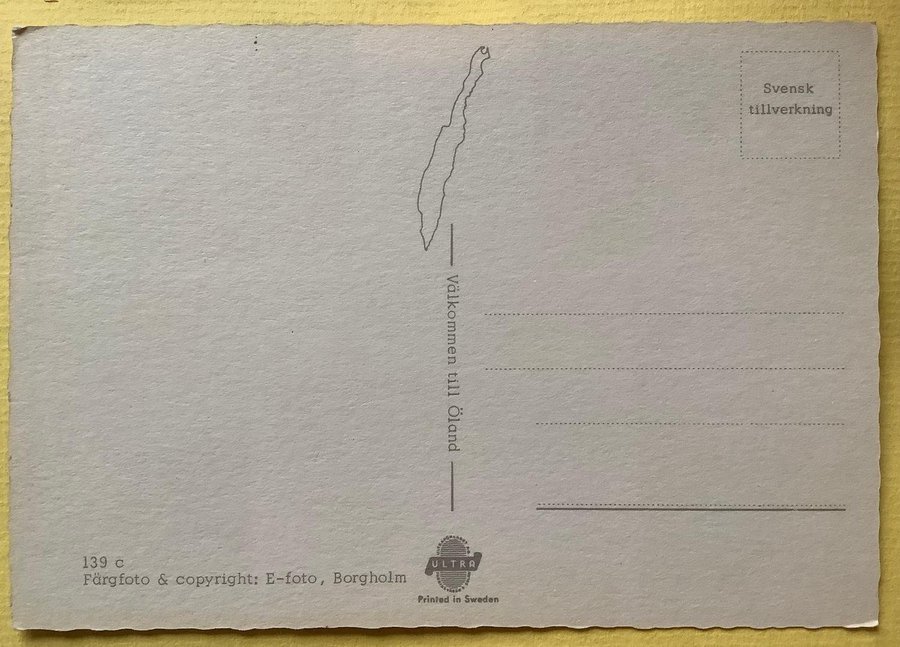 Svensk
tillverkning
Välkommen till Öland
139 c
Färgfoto & copyright: E-foto, Borgholm
ULTRA
Printed in Sweden